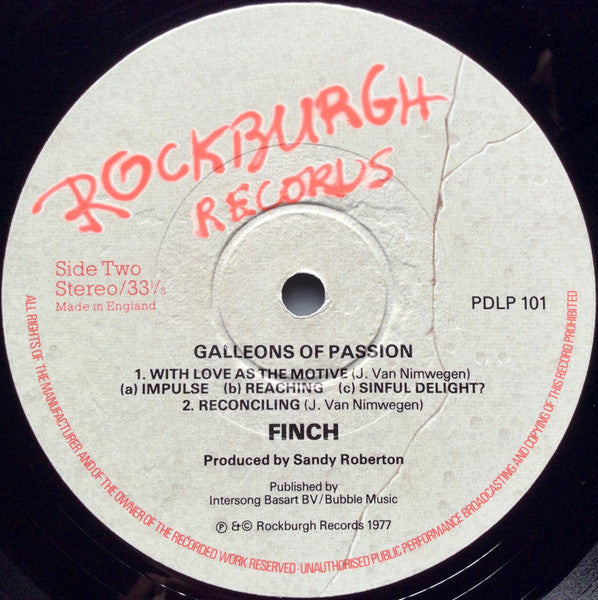 ROCKBURGH
RECORDS
Side Two
Stereo/33⅓
Made in England
PDLP 101
GALLEONS OF PASSION
1. WITH LOVE AS THE MOTIVE (J. Van Nimwegen)
(a) IMPULSE (b) REACHING (c) SINFUL DELIGHT?
2. RECONCILING (J. Van Nimwegen)
FINCH
Produced by Sandy Roberton
Published by
Intersong Basart BV/Bubble Music
℗ &© Rockburgh Records 1977
ALL RIGHTS OF THE MANUFACTURER AND OF THE OWNER OF THE RECORDED WORK RESERVED · UNAUTHORISED PUBLIC PERFORMANCE BROADCASTING AND COPYING OF THIS RECORD PROHIBITED